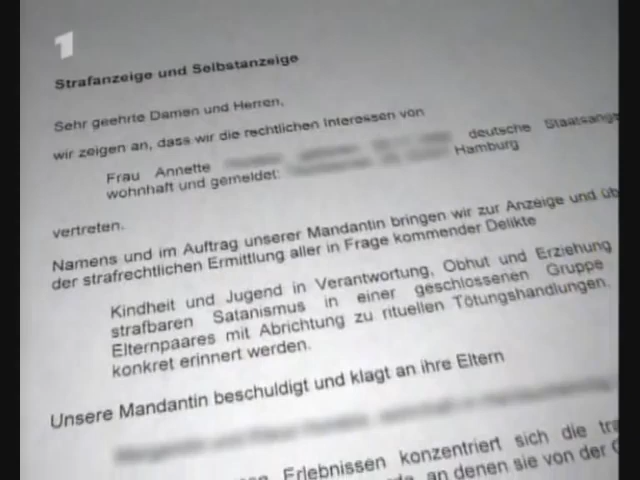 1
Strafanzeige und Selbstanzeige
Sehr geehrte Damen und Herren,
wir zeigen an, dass wir die rechtlichen Interessen von
Frau Annette deutsche Staatsange
wohnhaft und gemeldet: Hamburg
vertreten.
Namens und im Auftrag unserer Mandantin bringen wir zur Anzeige und üb
der strafrechtlichen Ermittlung aller in Frage kommender Delikte
Kindheit und Jugend in Verantwortung, Obhut und Erziehung
strafbaren Satanismus in einer geschlossenen Gruppe
Elternpaares mit Abrichtung zu rituellen Tötungshandlungen.
konkret erinnert werden.
Unsere Mandantin beschuldigt und klagt an ihre Eltern
Erlebnissen konzentriert sich die tra
an denen sie von der G